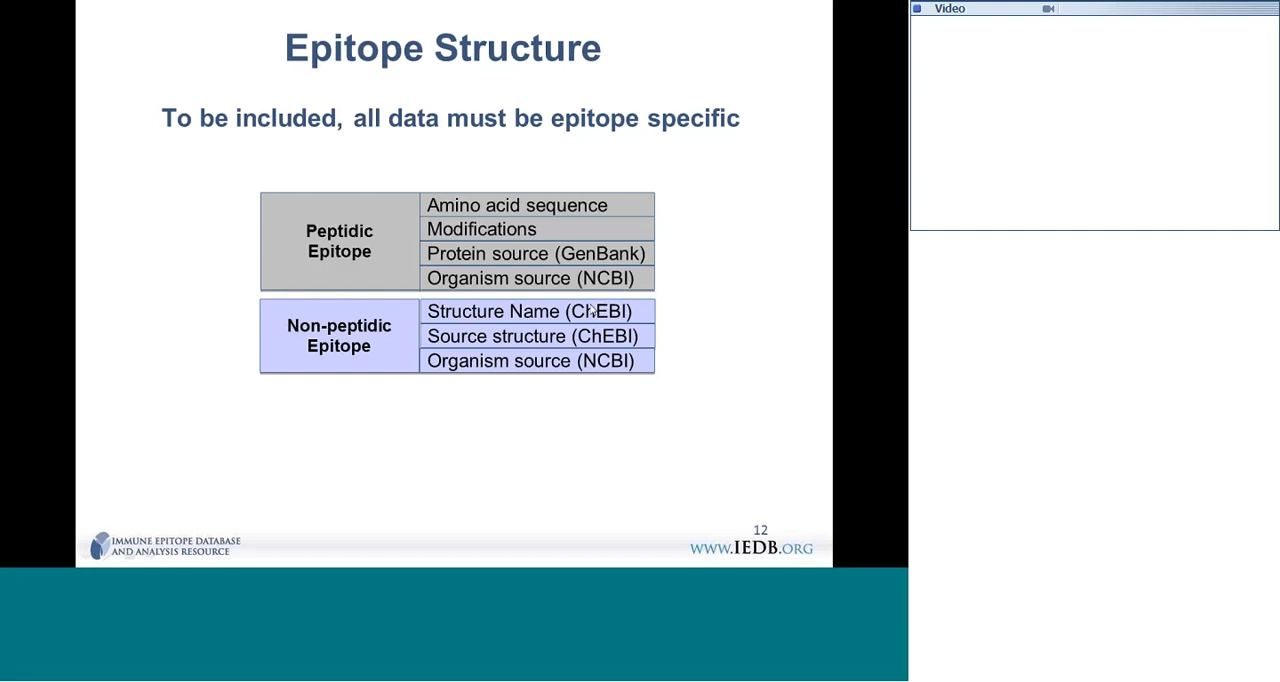 Video
Epitope Structure
To be included, all data must be epitope specific
Peptidic
Epitope
Amino acid sequence
Modifications
Protein source (GenBank)
Organism source (NCBI)
Non-peptidic
Epitope
Structure Name (ChEBI)
Source structure (ChEBI)
Organism source (NCBI)
IMMUNE EPITOPE DATABASE
AND ANALYSIS RESOURCE
12
WWW.IEDB.ORG